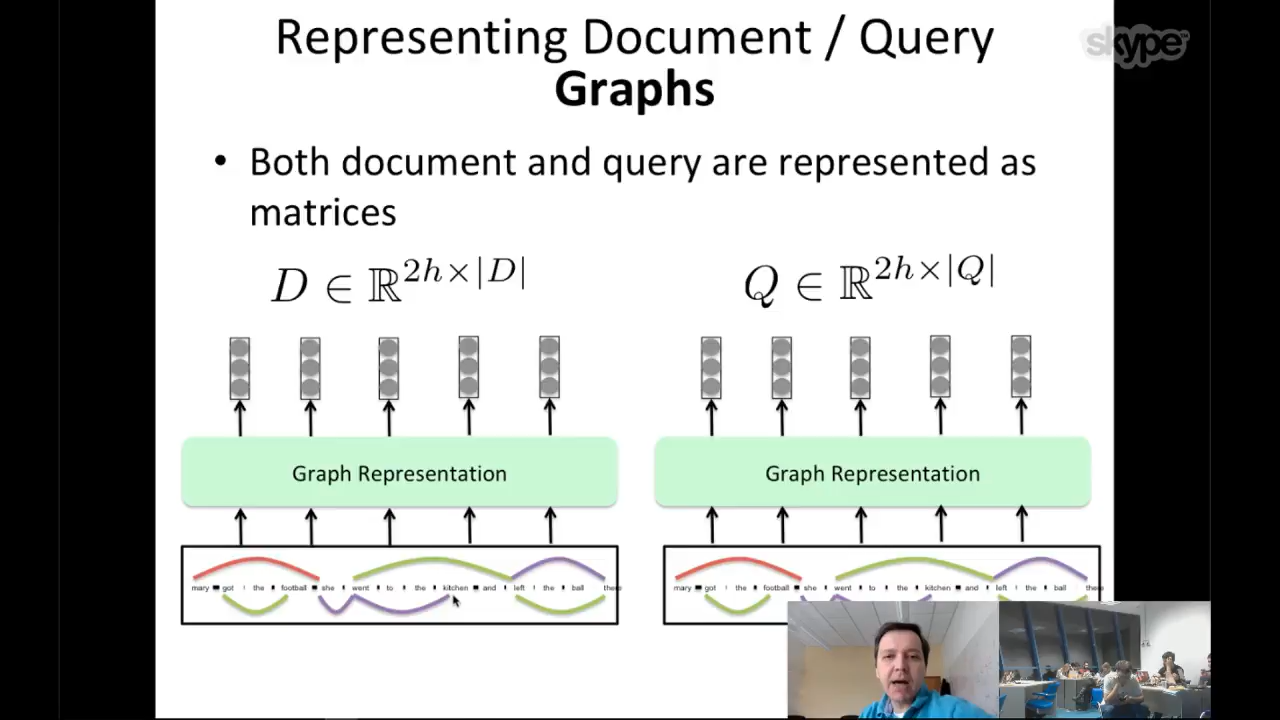 Representing Document / Query
Graphs
skype™
• Both document and query are represented as
matrices
D ∈ ℝ^{2h×|D|}
Q ∈ ℝ^{2h×|Q|}
Graph Representation
Graph Representation
mary got the football she went to the kitchen and left the ball there
mary got the football she went to the kitchen and left the ball there